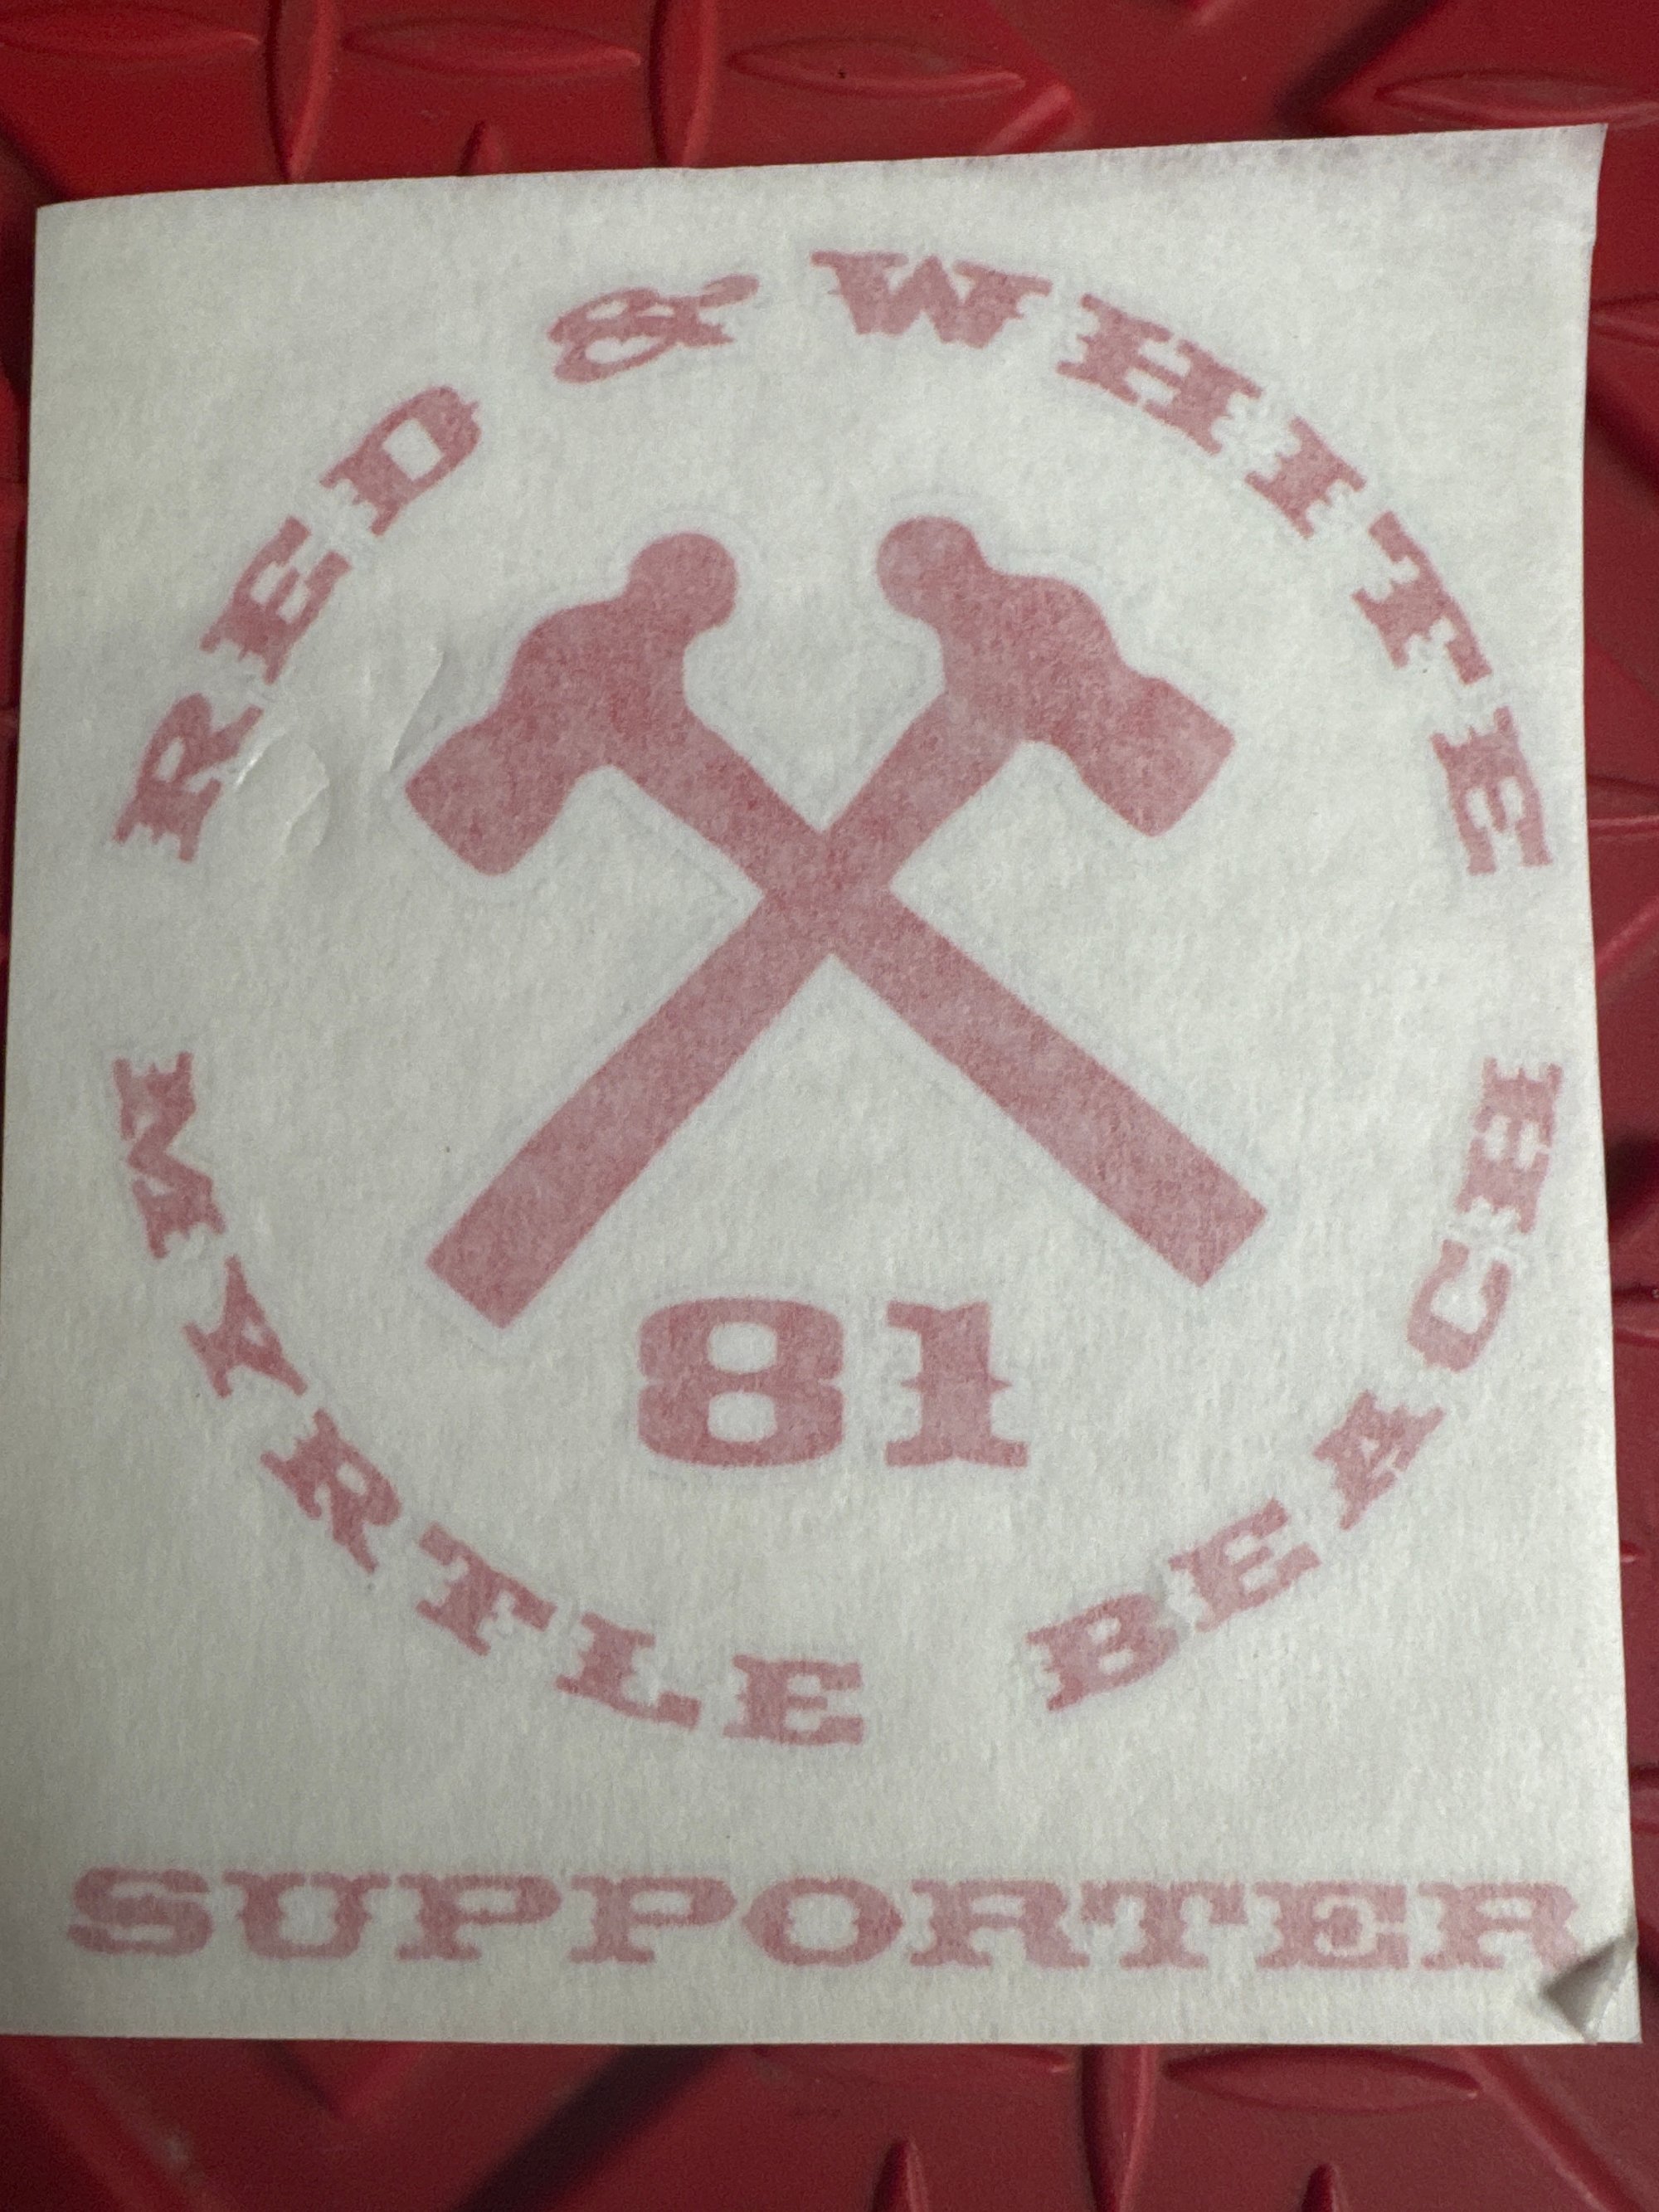 RED & WHITE
81
MYRTLE BEACH
SUPPORTER